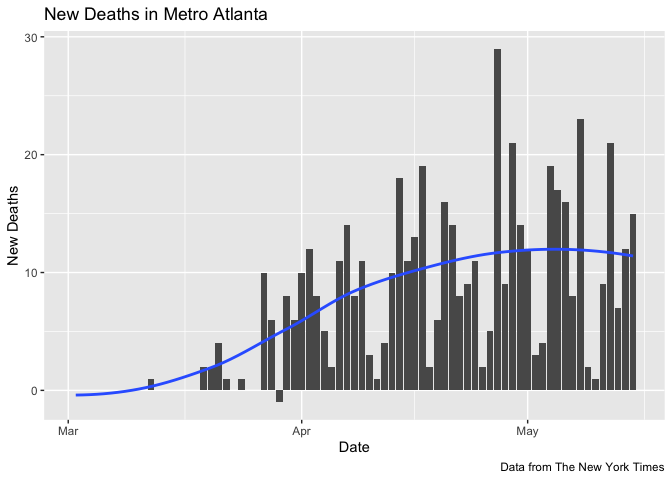 New Deaths in Metro Atlanta
30
20
10
0
New Deaths
Mar
Apr
May
Date
Data from The New York Times